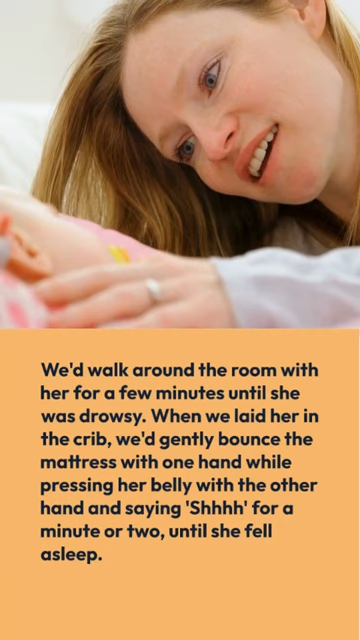 We'd walk around the room with
her for a few minutes until she
was drowsy. When we laid her in
the crib, we'd gently bounce the
mattress with one hand while
pressing her belly with the other
hand and saying 'Shhhh' for a
minute or two, until she fell
asleep.